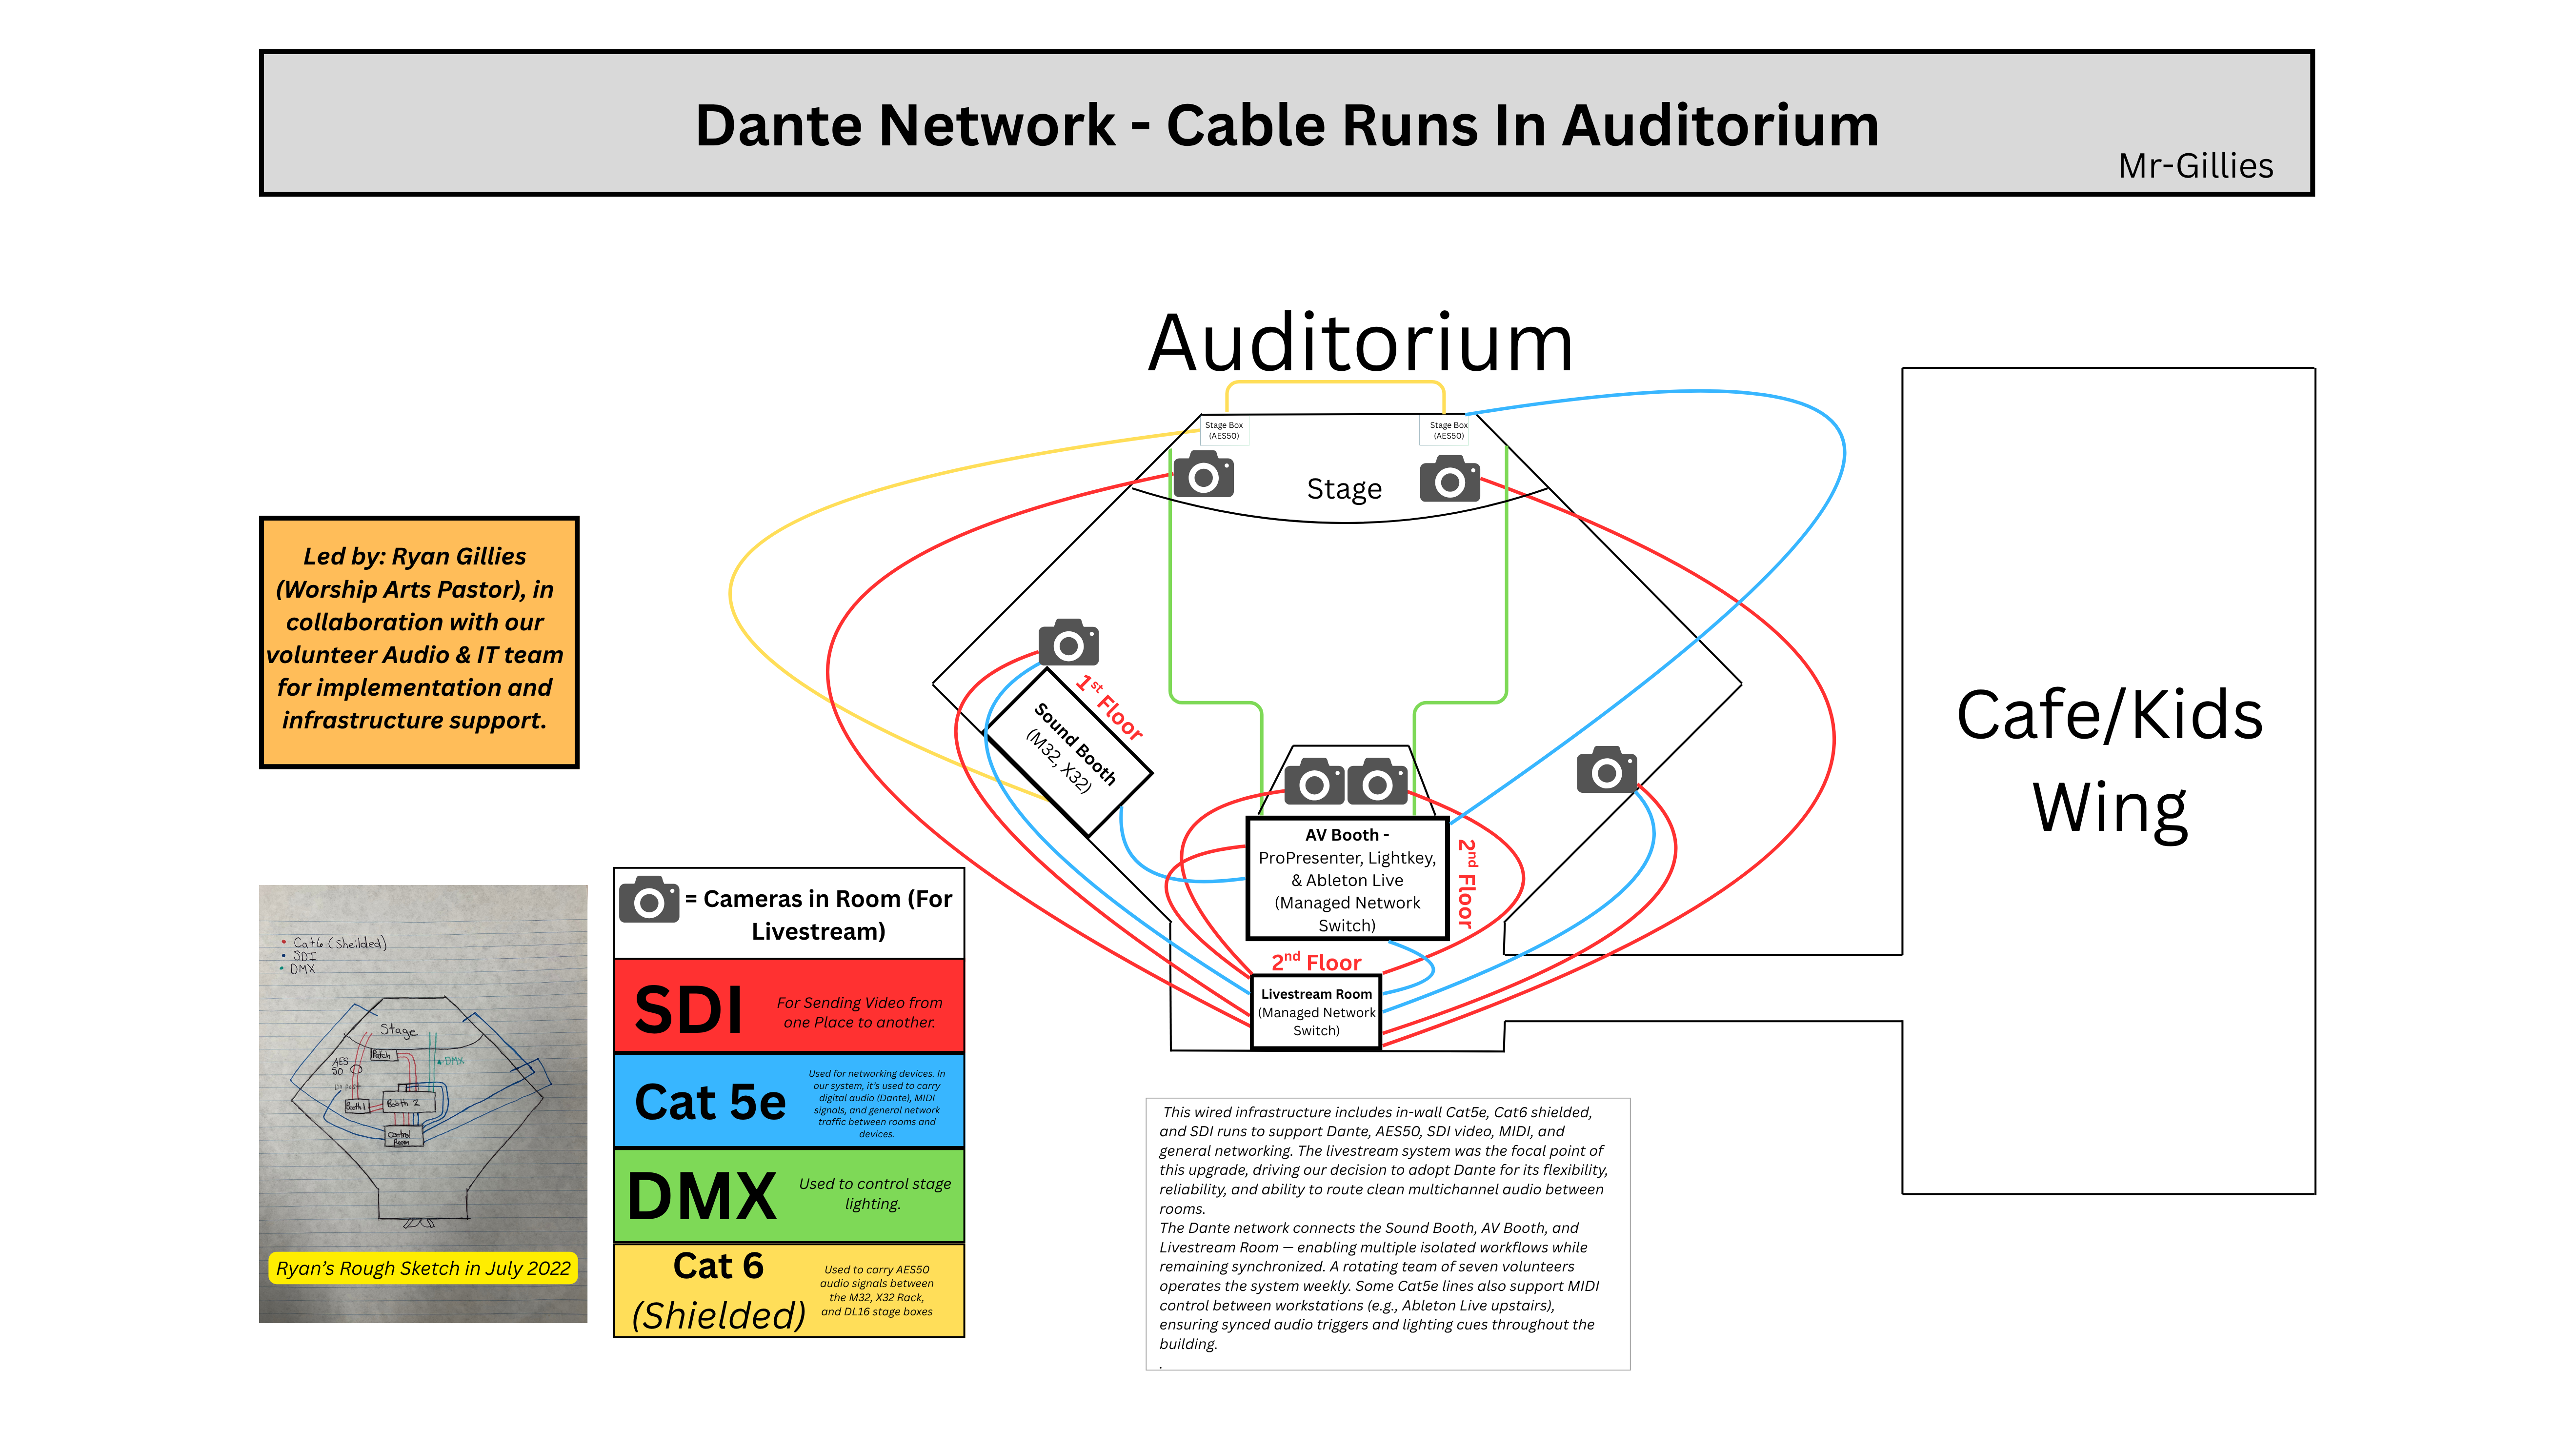 Dante Network - Cable Runs In Auditorium
Mr-Gillies
Auditorium
Stage Box
(AES50)
Stage Box
(AES50)
Stage
Led by: Ryan Gillies
(Worship Arts Pastor), in
collaboration with our
volunteer Audio & IT team
for implementation and
infrastructure support.
1st Floor
Sound Booth
(M32, X32)
Cafe/Kids
Wing
AV Booth -
ProPresenter, Lightkey,
& Ableton Live
(Managed Network
Switch)
2nd Floor
2nd Floor
Livestream Room
(Managed Network
Switch)
= Cameras in Room (For
Livestream)
SDI
For Sending Video from
one Place to another.
Cat 5e
Used for networking devices. In
our system, it's used to carry
digital audio (Dante), MIDI
signals, and general network
traffic between rooms and
devices.
DMX
Used to control stage
lighting.
Cat 6
(Shielded)
Used to carry AES50
audio signals between
the M32, X32 Rack,
and DL16 stage boxes
• Cat6 (Sheilded)
• SDI
• DMX
Stage
Patch
AES
50
DMX
Booth 1
Booth 2
Control
Room
Ryan's Rough Sketch in July 2022
This wired infrastructure includes in-wall Cat5e, Cat6 shielded,
and SDI runs to support Dante, AES50, SDI video, MIDI, and
general networking. The livestream system was the focal point of
this upgrade, driving our decision to adopt Dante for its flexibility,
reliability, and ability to route clean multichannel audio between
rooms.
The Dante network connects the Sound Booth, AV Booth, and
Livestream Room — enabling multiple isolated workflows while
remaining synchronized. A rotating team of seven volunteers
operates the system weekly. Some Cat5e lines also support MIDI
control between workstations (e.g., Ableton Live upstairs),
ensuring synced audio triggers and lighting cues throughout the
building.
.